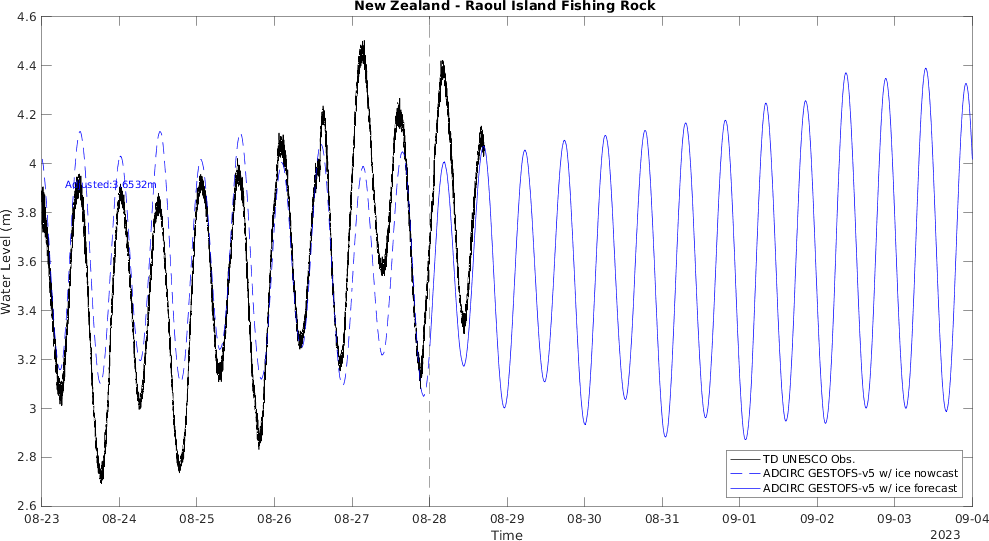 New Zealand - Raoul Island Fishing Rock
4.6
4.4
4.2
4
3.8
3.6
3.4
3.2
3
2.8
2.6
Water Level (m)
Adjusted:3.6532m
TD UNESCO Obs.
ADCIRC GESTOFS-v5 w/ ice nowcast
ADCIRC GESTOFS-v5 w/ ice forecast
08-23 08-24 08-25 08-26 08-27 08-28 08-29 08-30 08-31 09-01 09-02 09-03 09-04
Time
2023